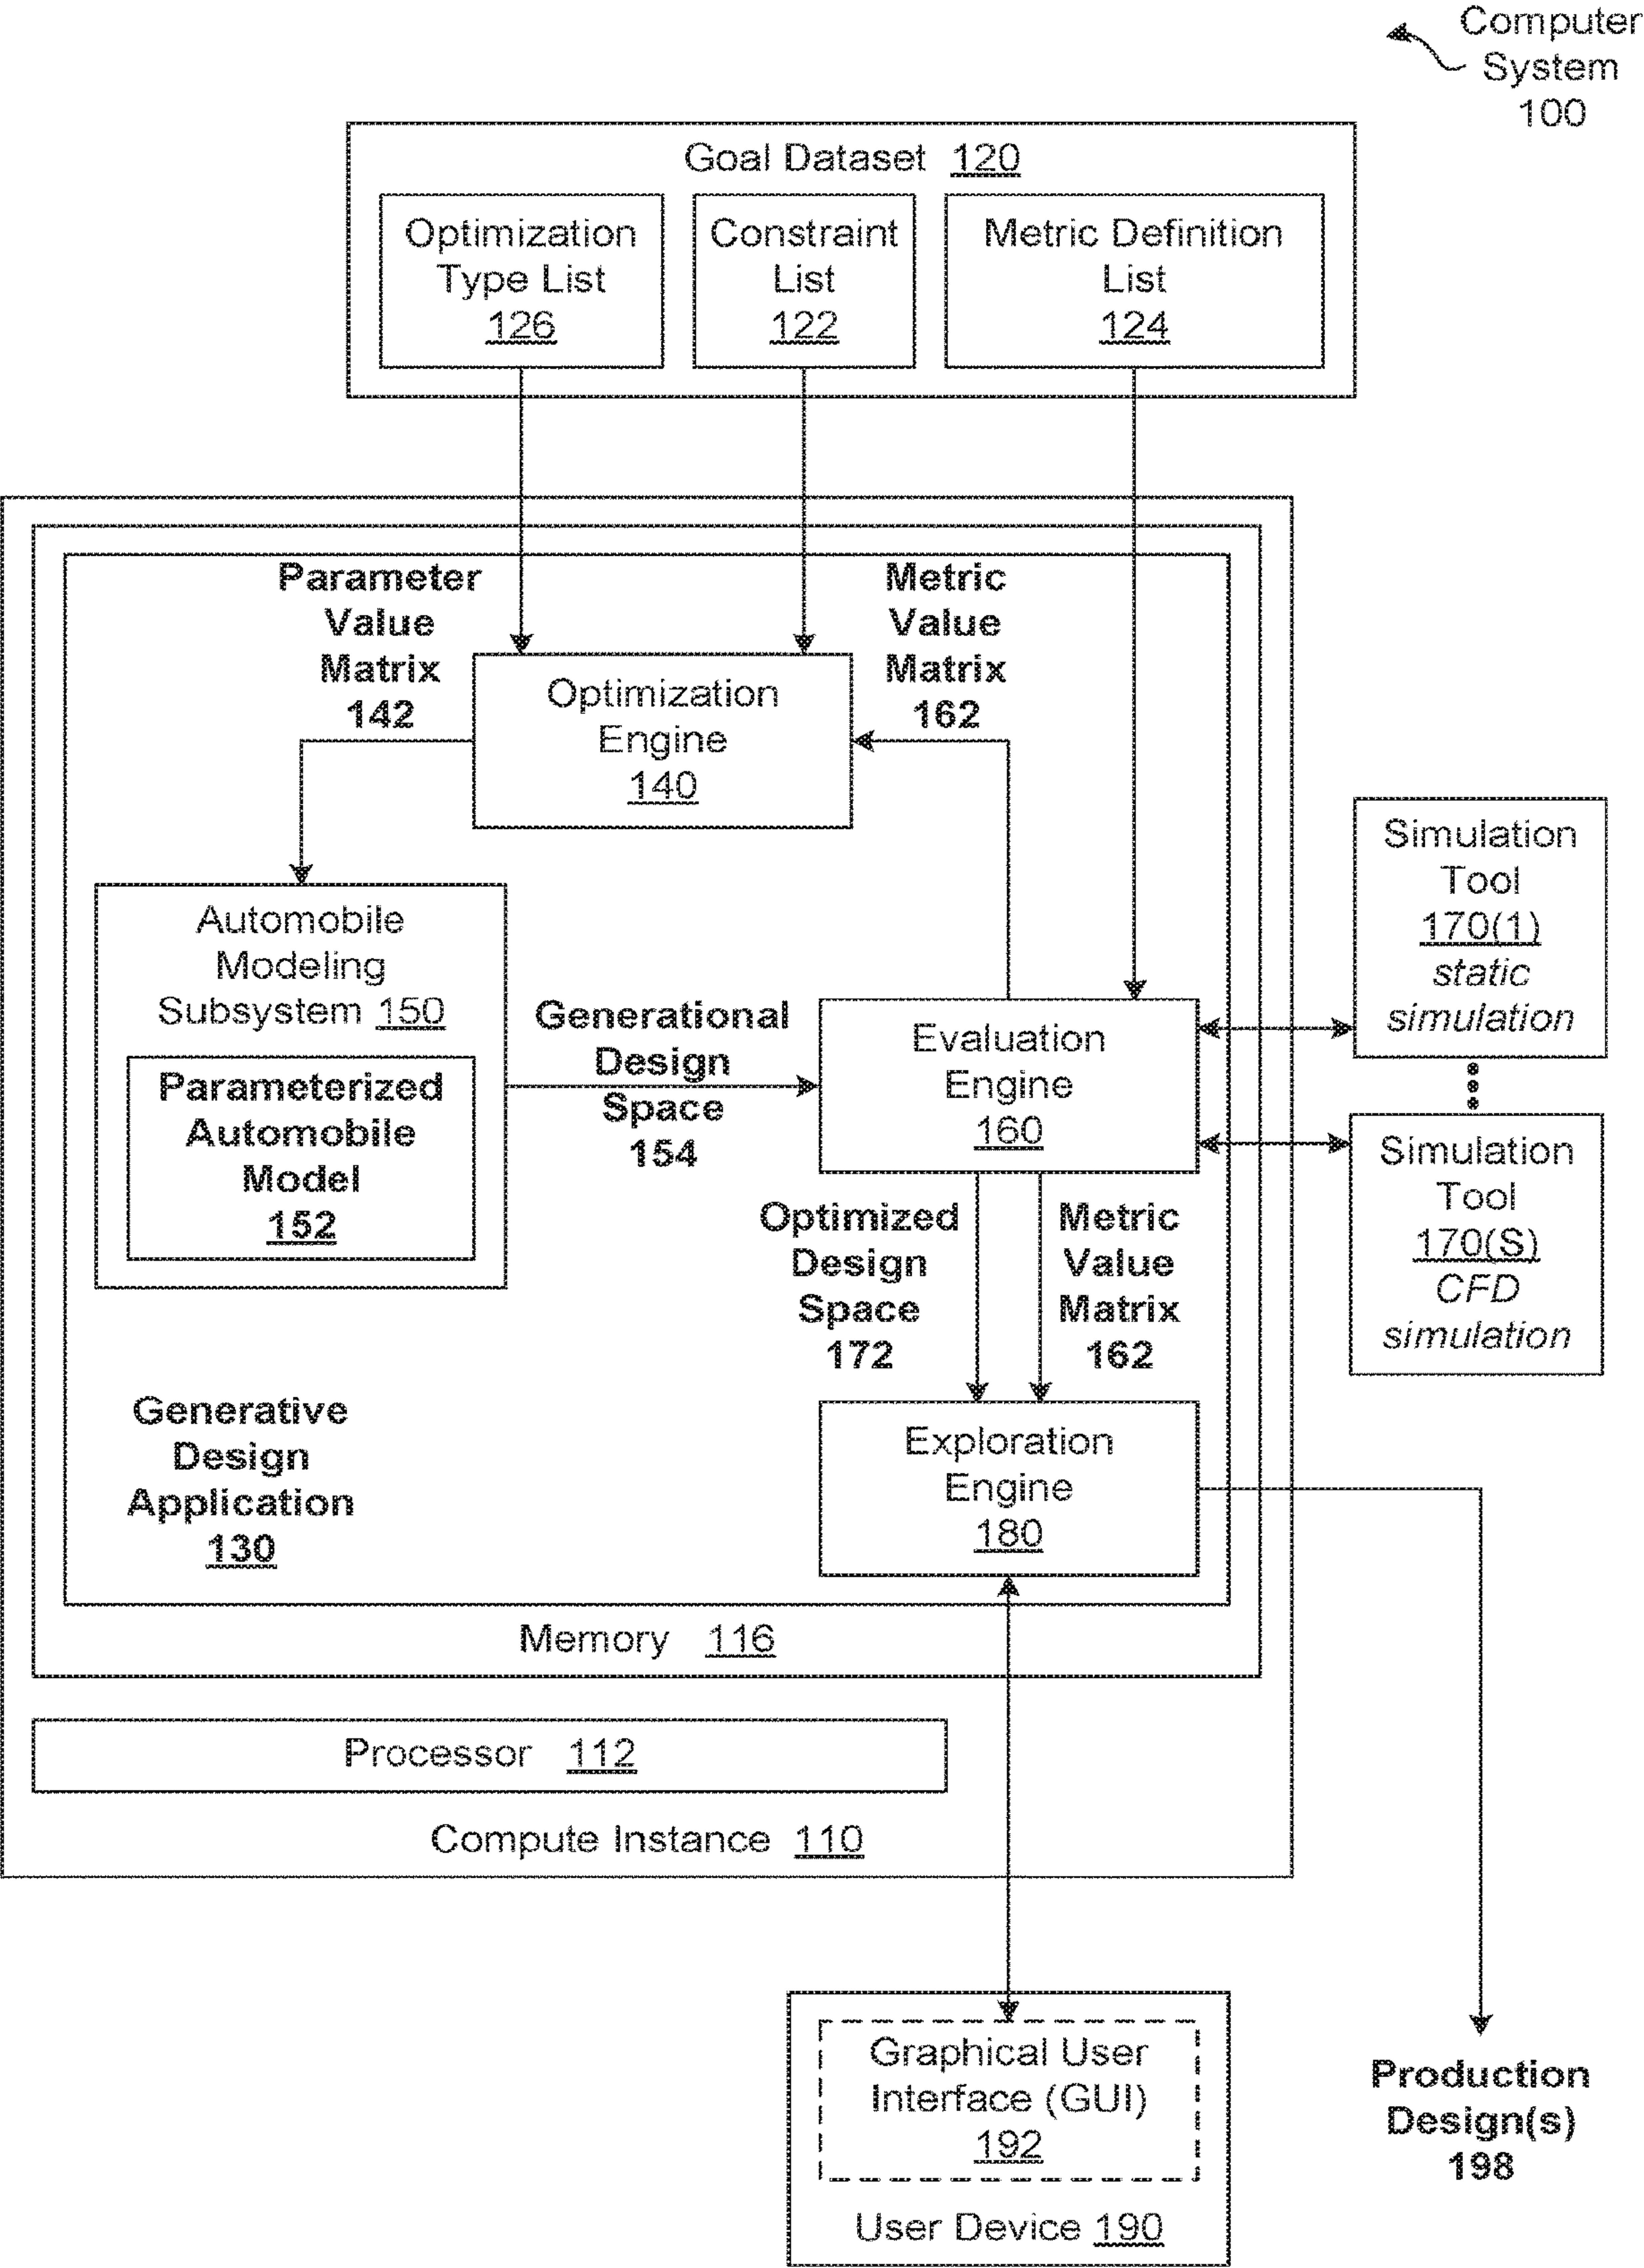 Computer
System
100
Goal Dataset 120
Optimization
Type List
126
Constraint
List
122
Metric Definition
List
124
Parameter
Value
Matrix
142
Metric
Value
Matrix
162
Optimization
Engine
140
Automobile
Modeling
Subsystem 150
Parameterized
Automobile
Model
152
Generational
Design
Space
154
Evaluation
Engine
160
Simulation
Tool
170(1)
static
simulation
Simulation
Tool
170(S)
CFD
simulation
Optimized
Design
Space
172
Metric
Value
Matrix
162
Generative
Design
Application
130
Exploration
Engine
180
Memory 116
Processor 112
Compute Instance 110
Graphical User
Interface (GUI)
192
User Device 190
Production
Design(s)
198